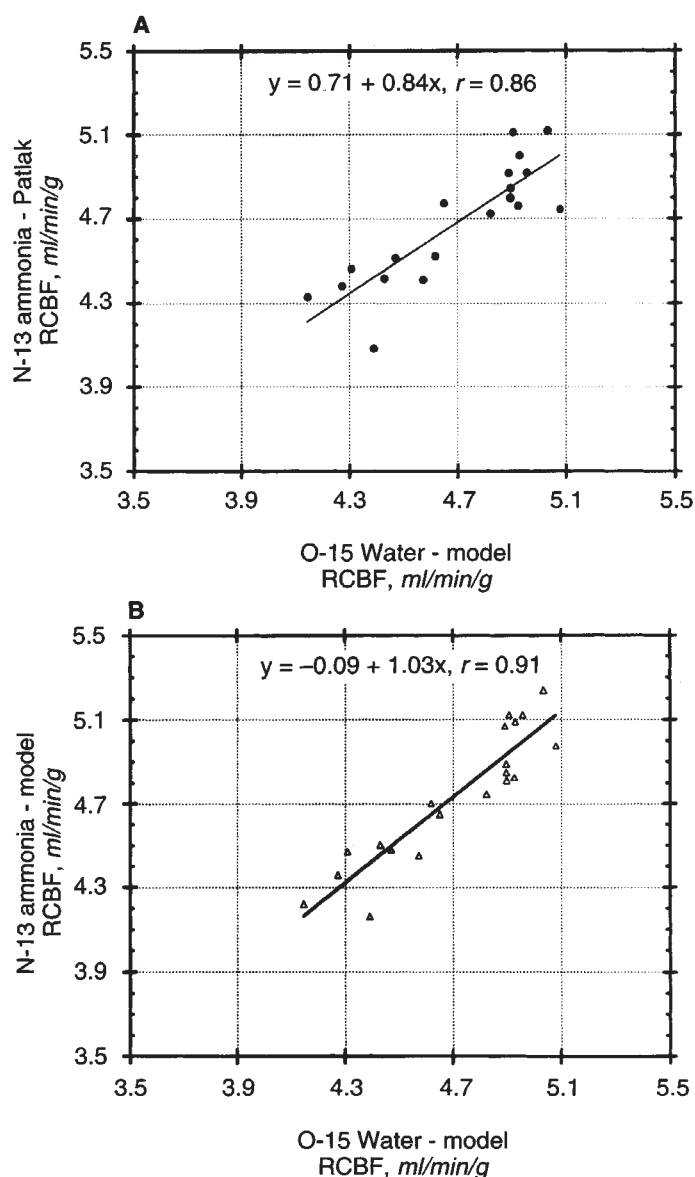 A
5.5
y = 0.71 + 0.84x, r = 0.86
5.1
4.7
4.3
3.9
3.5
N-13 ammonia - Patlak
RCBF, ml/min/g
3.5 3.9 4.3 4.7 5.1 5.5
O-15 Water - model
RCBF, ml/min/g
B
5.5
y = –0.09 + 1.03x, r = 0.91
5.1
4.7
4.3
3.9
3.5
N-13 ammonia - model
RCBF, ml/min/g
3.5 3.9 4.3 4.7 5.1 5.5
O-15 Water - model
RCBF, ml/min/g